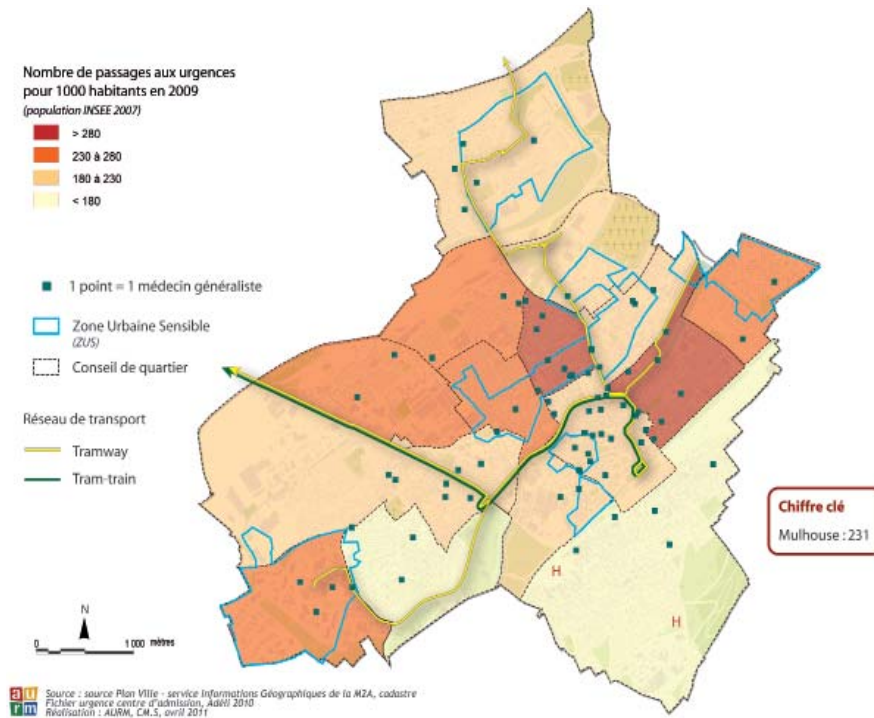 Nombre de passages aux urgences
pour 1000 habitants en 2009
(population INSEE 2007)
> 280
230 à 280
180 à 230
< 180
1 point = 1 médecin généraliste
Zone Urbaine Sensible
(ZUS)
Conseil de quartier
Réseau de transport
Tramway
Tram-train
Chiffre clé
Mulhouse : 231
H
H
N
0 1 000 mètres
au
rm
Source : source Plan Ville - service Informations Géographiques de la M2A, cadastre
Fichier urgence centre d'admission, Adéli 2010
Réalisation : AURM, CM.S, avril 2011